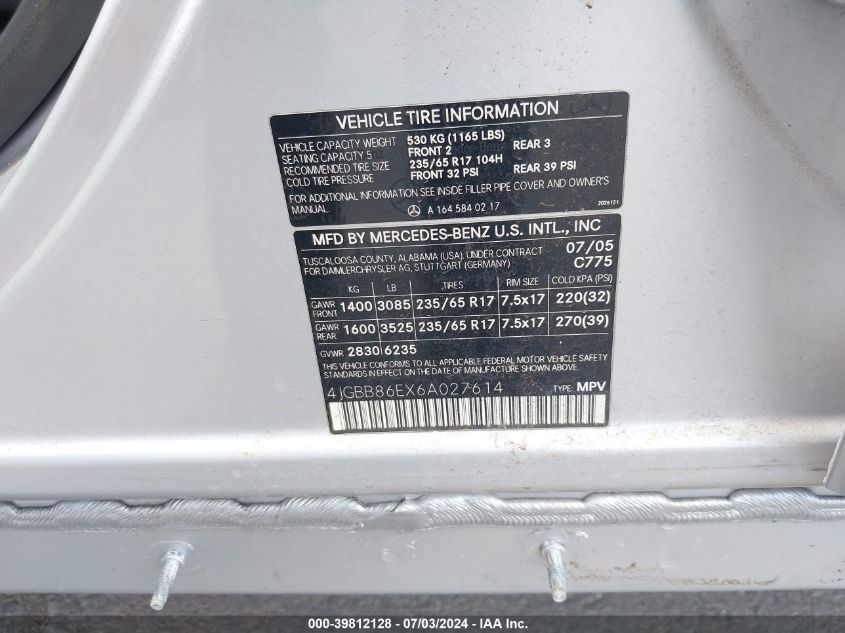 VEHICLE TIRE INFORMATION
VEHICLE CAPACITY WEIGHT 530 KG (1165 LBS)
SEATING CAPACITY 5 FRONT 2 REAR 3
RECOMMENDED TIRE SIZE 235/65 R17 104H
COLD TIRE PRESSURE FRONT 32 PSI REAR 39 PSI
FOR ADDITIONAL INFORMATION SEE INSIDE FILLER PIPE COVER AND OWNER'S
MANUAL.
A 164 584 02 17 2026121
MFD BY MERCEDES-BENZ U.S. INTL., INC
TUSCALOOSA COUNTY, ALABAMA (USA), UNDER CONTRACT 07/05
FOR DAIMLERCHRYSLER AG, STUTTGART (GERMANY) C775
KG LB TIRES RIM SIZE COLD KPA (PSI)
GAWR FRONT 1400 3085 235/65 R17 7.5x17 220(32)
GAWR REAR 1600 3525 235/65 R17 7.5x17 270(39)
GVWR 2830 6235
THIS VEHICLE CONFORMS TO ALL APPLICABLE FEDERAL MOTOR VEHICLE SAFETY
STANDARDS IN EFFECT ON THE DATE OF MANUFACTURE SHOWN ABOVE.
4JGBB86EX6A027614 TYPE: MPV
000-39812128 - 07/03/2024 - IAA Inc.